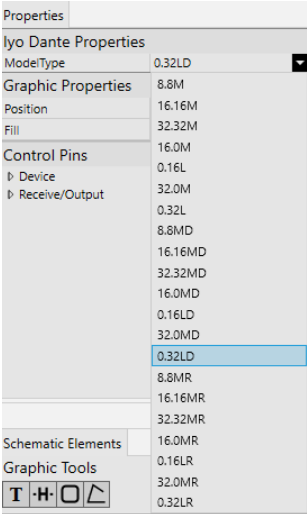 Properties
lyo Dante Properties
ModelType 0.32LD
Graphic Properties
Position
Fill
Control Pins
Device
Receive/Output
8.8M
16.16M
32.32M
16.0M
0.16L
32.0M
0.32L
8.8MD
16.16MD
32.32MD
16.0MD
0.16LD
32.0MD
0.32LD
8.8MR
16.16MR
32.32MR
16.0MR
0.16LR
32.0MR
0.32LR
Schematic Elements
Graphic Tools
T ·H·